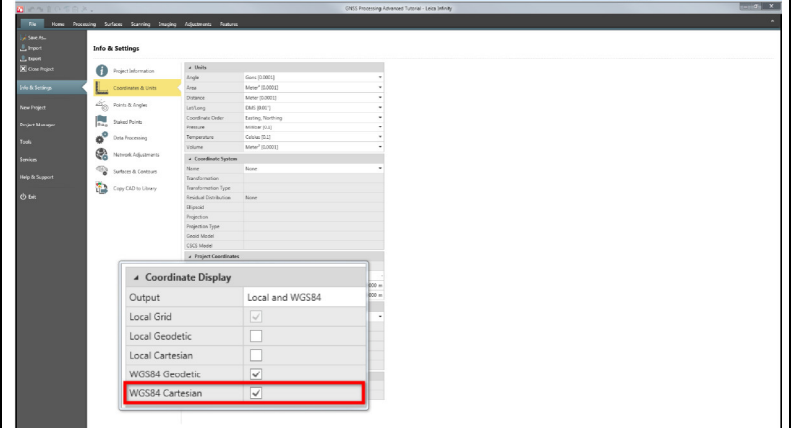 GNSS Processing Advanced Tutorial - Leica Infinity
File Home Processing Surfaces Scanning Imaging Adjustments Features
Save As...
Import
Export
Close Project
Info & Settings
New Project
Project Manager
Tools
Services
Help & Support
Exit
Info & Settings
Project Information
Coordinates & Units
Points & Angles
Staked Points
Data Processing
Network Adjustments
Surfaces & Contours
Copy CAD to Library
Units
Angle Gons [0.0001]
Area Meter² [0.0001]
Distance Meter [0.0001]
Lat/Long
Coordinate Order Easting, Northing
Pressure
Temperature Celsius [0.1]
Volume Meter³ [0.0001]
Coordinate System
Name None
Transformation
Transformation Type
Residual Distribution None
Ellipsoid
Projection
Projection Type
Geoid Model
CSCS Model
Project Coordinates
Coordinate Display
Output Local and WGS84
Local Grid
Local Geodetic
Local Cartesian
WGS84 Geodetic
WGS84 Cartesian